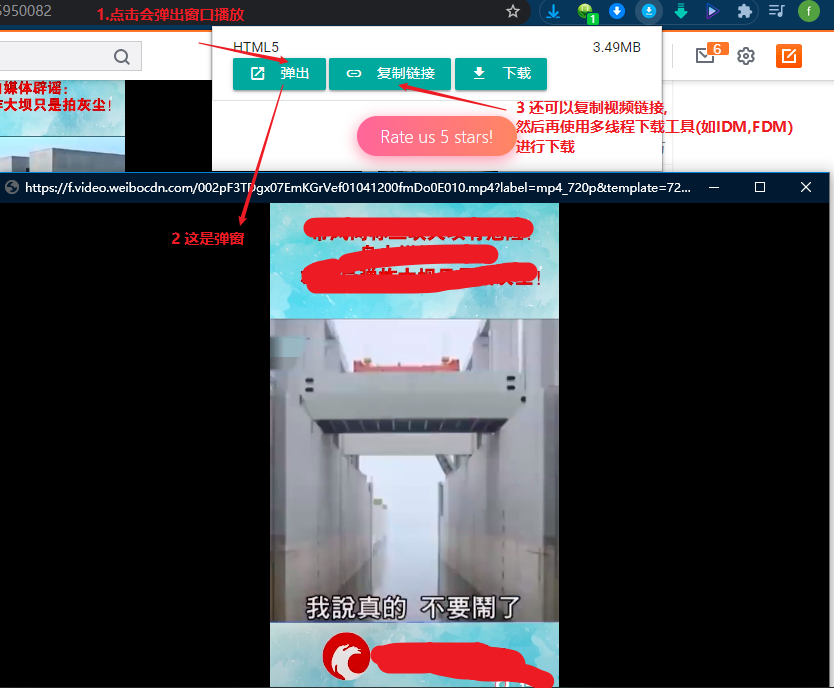 5950082
1.点击会弹出窗口播放
1
f
HTML5
3.49MB
弹出
复制链接
下载
6
媒体辟谣：
大坝只是拍灰尘！
Rate us 5 stars!
3 还可以复制视频链接,
然后再使用多线程下载工具(如IDM,FDM)
进行下载
https://f.video.weibocdn.com/002pF3TDgx07EmKGrVef01041200fmDo0E010.mp4?label=mp4_720p&template=72...
2 这是弹窗
我說真的 不要鬧了